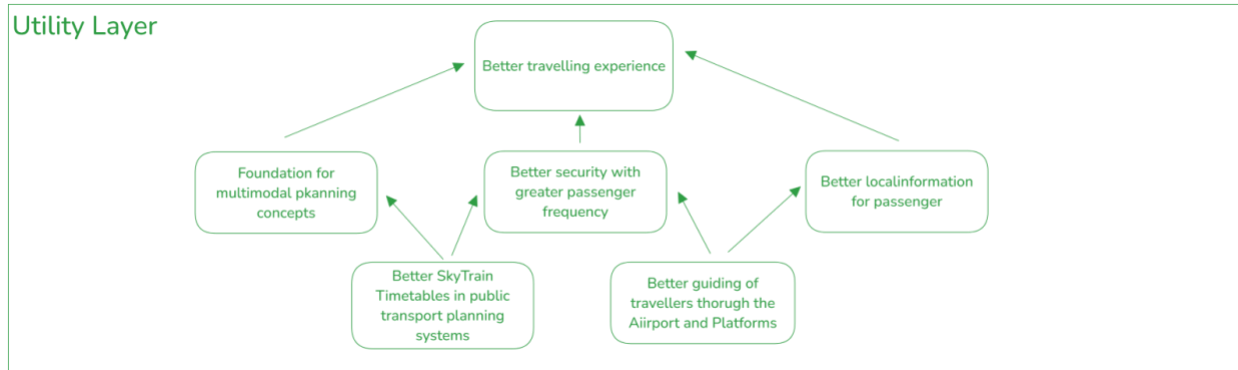 Utility Layer
Better travelling experience
Foundation for
multimodal pkanning
concepts
Better security with
greater passenger
frequency
Better localinformation
for passenger
Better SkyTrain
Timetables in public
transport planning
systems
Better guiding of
travellers thorugh the
Aiirport and Platforms